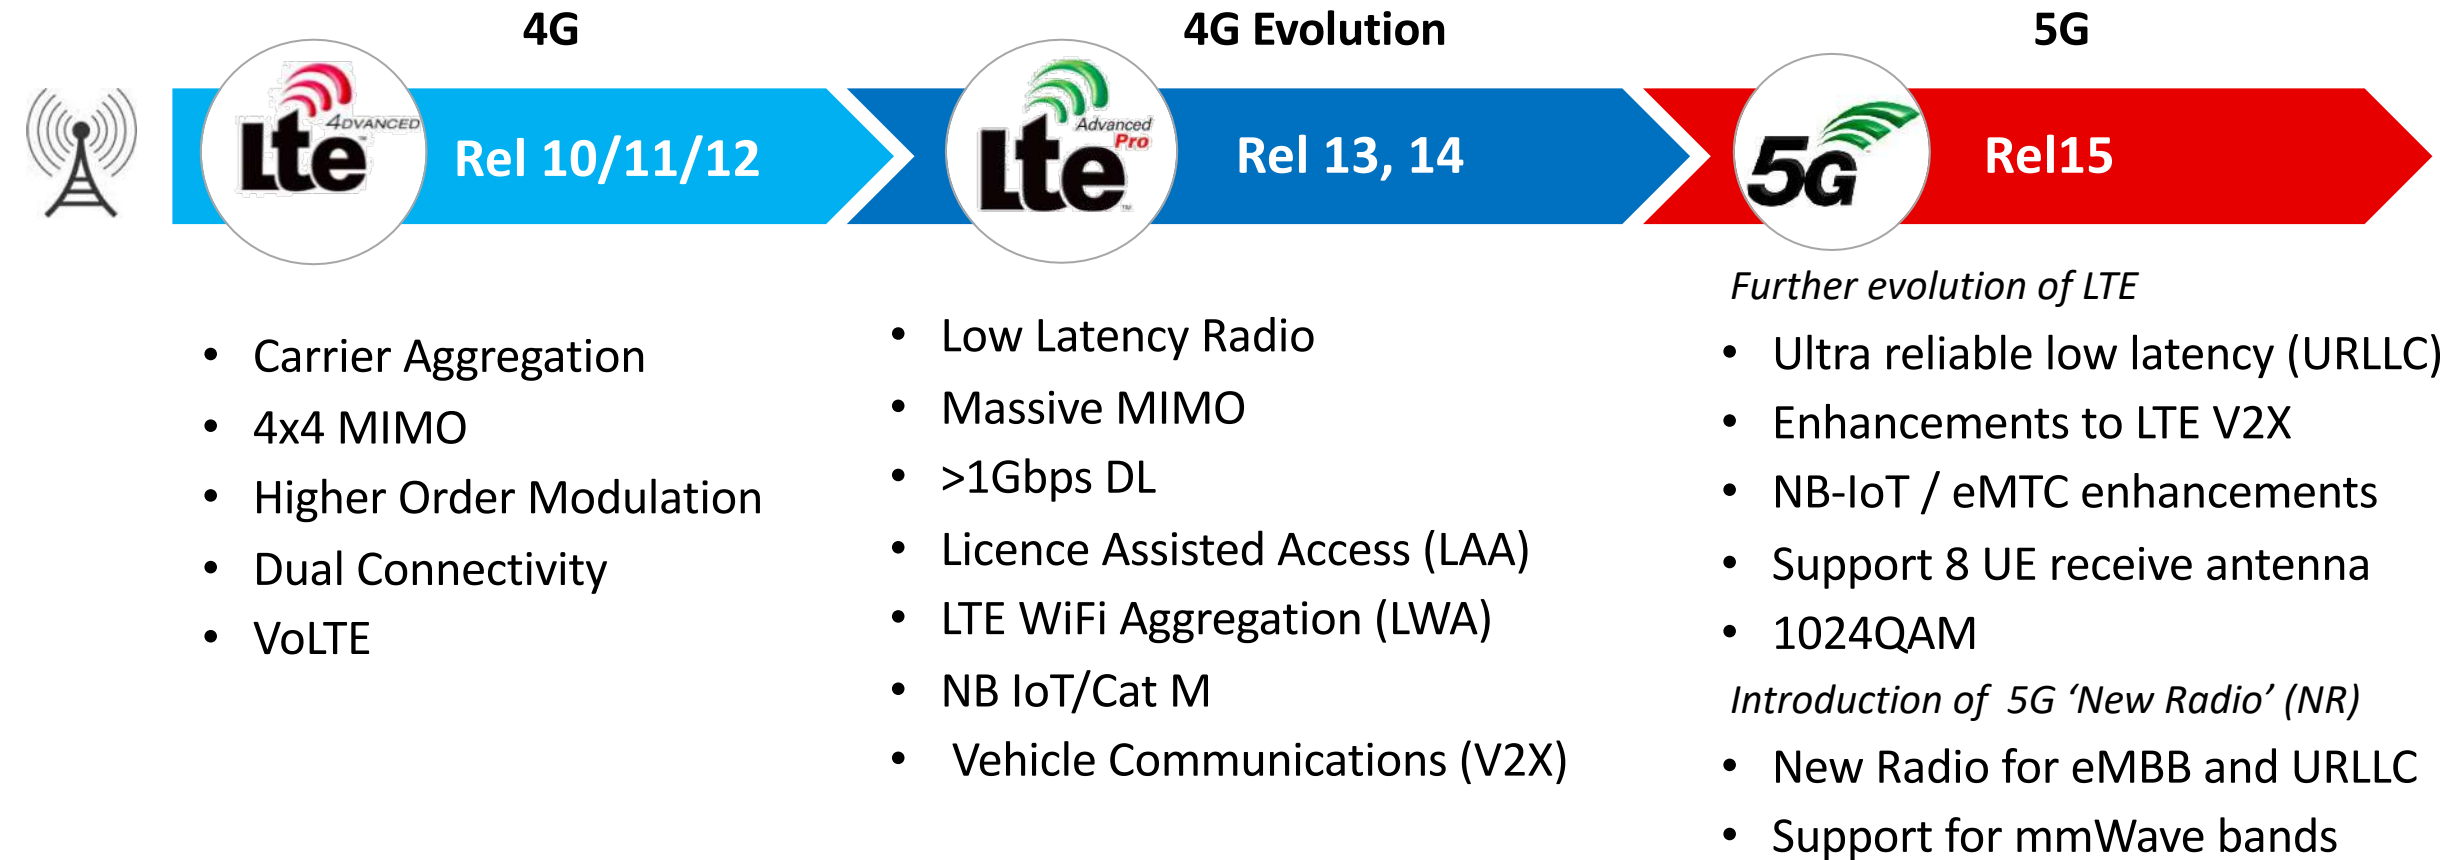 4G
4G Evolution
5G
4DVANCED
Lte
Rel 10/11/12
Advanced
Pro
Lte
TM
Rel 13, 14
5G
Rel15
• Carrier Aggregation
• 4x4 MIMO
• Higher Order Modulation
• Dual Connectivity
• VoLTE
• Low Latency Radio
• Massive MIMO
• >1Gbps DL
• Licence Assisted Access (LAA)
• LTE WiFi Aggregation (LWA)
• NB IoT/Cat M
• Vehicle Communications (V2X)
Further evolution of LTE
• Ultra reliable low latency (URLLC)
• Enhancements to LTE V2X
• NB-IoT / eMTC enhancements
• Support 8 UE receive antenna
• 1024QAM
Introduction of 5G ‘New Radio’ (NR)
• New Radio for eMBB and URLLC
• Support for mmWave bands